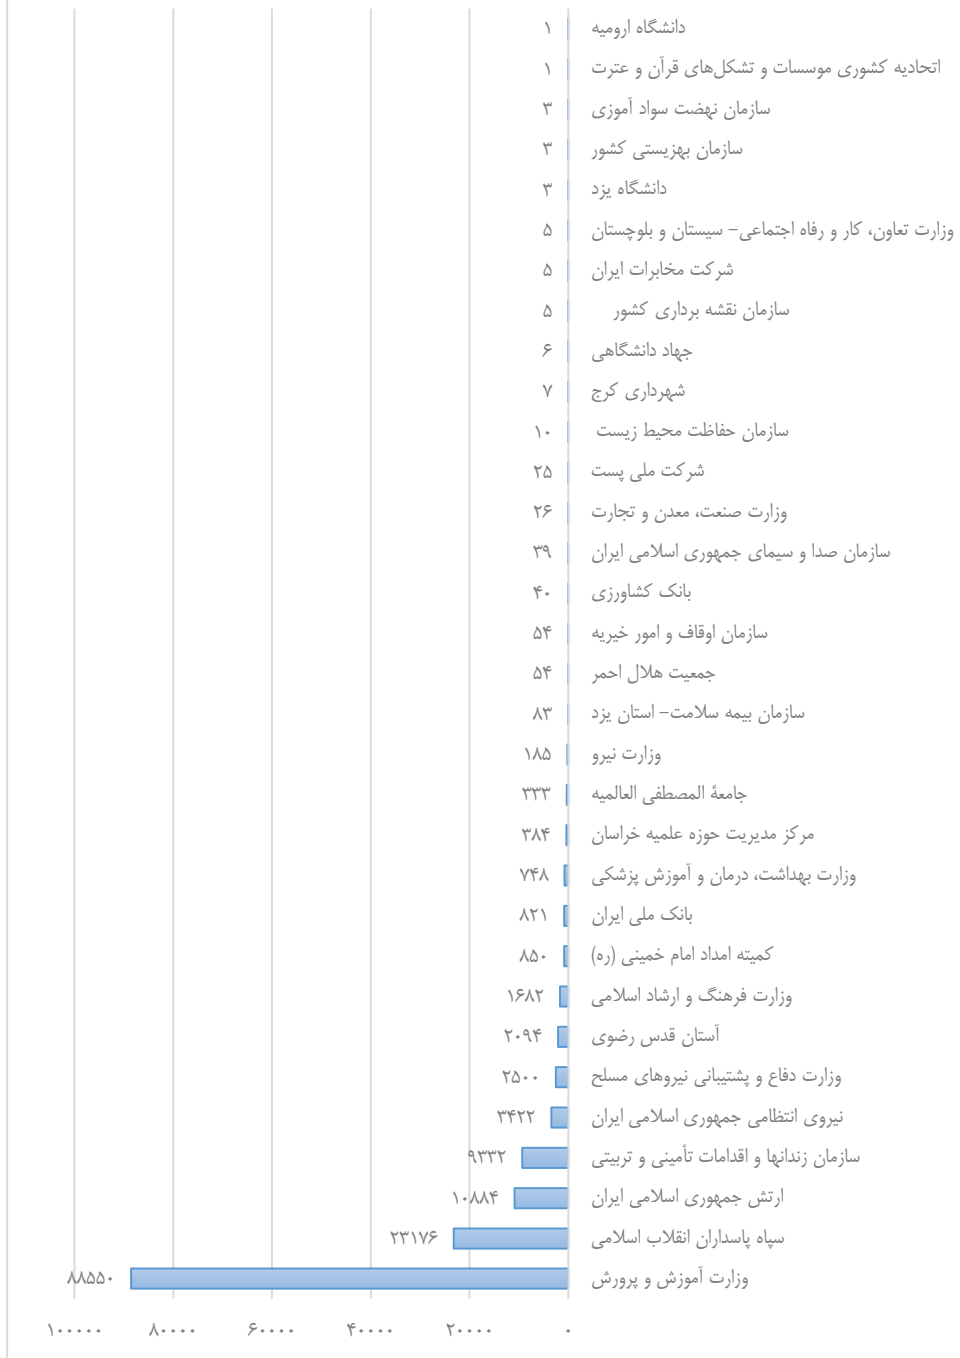 دانشگاه ارومیه ۱
اتحادیه کشوری موسسات و تشکل‌های قرآن و عترت ۱
سازمان نهضت سواد آموزی ۳
سازمان بهزیستی کشور ۳
دانشگاه یزد ۳
وزارت تعاون، کار و رفاه اجتماعی- سیستان و بلوچستان ۵
شرکت مخابرات ایران ۵
سازمان نقشه برداری کشور ۵
جهاد دانشگاهی ۶
شهرداری کرج ۷
سازمان حفاظت محیط زیست ۱۰
شرکت ملی پست ۲۵
وزارت صنعت، معدن و تجارت ۲۶
سازمان صدا و سیمای جمهوری اسلامی ایران ۳۹
بانک کشاورزی ۴۰
سازمان اوقاف و امور خیریه ۵۴
جمعیت هلال احمر ۵۴
سازمان بیمه سلامت- استان یزد ۸۳
وزارت نیرو ۱۸۵
جامعهٔ المصطفی العالمیه ۳۳۳
مرکز مدیریت حوزه علمیه خراسان ۳۸۴
وزارت بهداشت، درمان و آموزش پزشکی ۷۴۸
بانک ملی ایران ۸۲۱
کمیته امداد امام خمینی (ره) ۸۵۰
وزارت فرهنگ و ارشاد اسلامی ۱۶۸۲
آستان قدس رضوی ۲۰۹۴
وزارت دفاع و پشتیبانی نیروهای مسلح ۲۵۰۰
نیروی انتظامی جمهوری اسلامی ایران ۳۴۲۲
سازمان زندانها و اقدامات تأمینی و تربیتی ۹۳۳۲
ارتش جمهوری اسلامی ایران ۱۰۸۸۴
سپاه پاسداران انقلاب اسلامی ۲۳۱۷۶
وزارت آموزش و پرورش ۸۸۵۵۰
۰ ۲۰۰۰۰ ۴۰۰۰۰ ۶۰۰۰۰ ۸۰۰۰۰ ۱۰۰۰۰۰